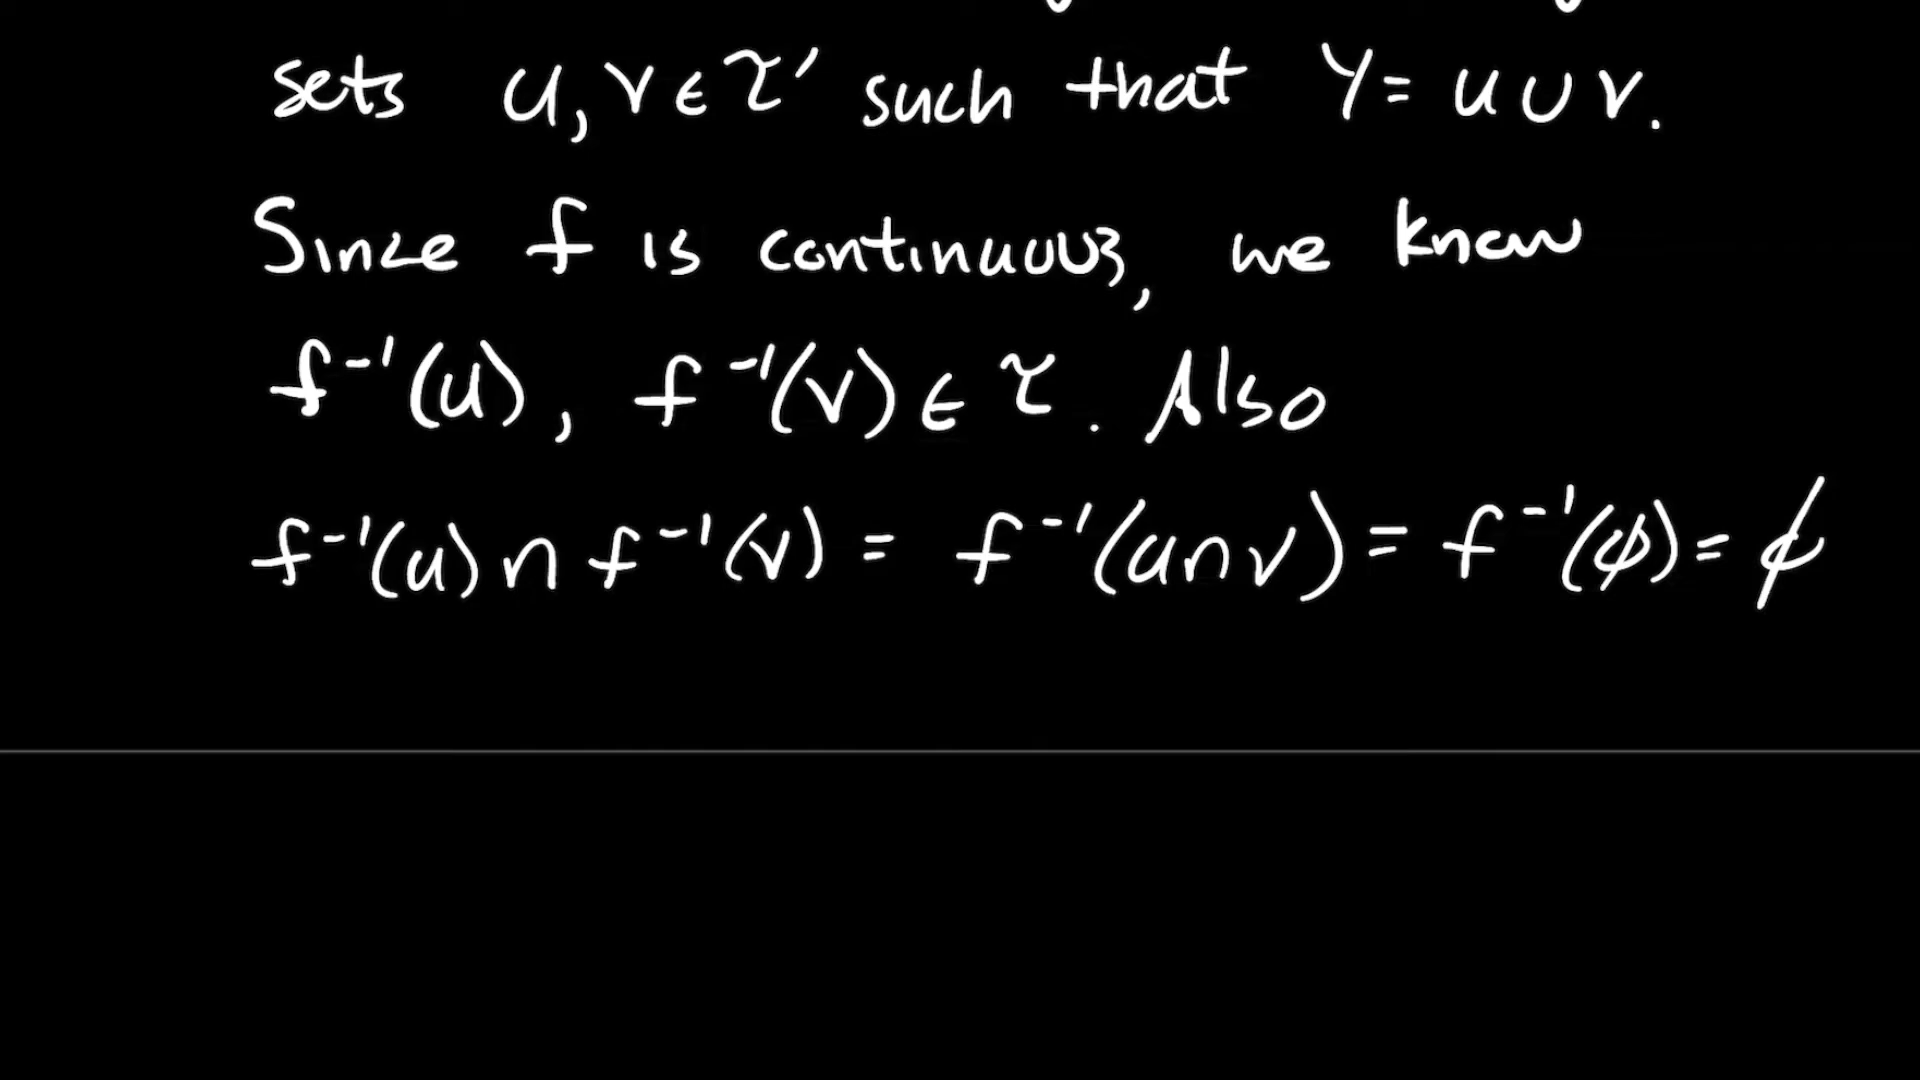 sets U, V ∈ τ' such that Y = U ∪ V.
Since f is continuous, we know
f⁻¹(U), f⁻¹(V) ∈ τ. Also
f⁻¹(U) ∩ f⁻¹(V) = f⁻¹(U ∩ V) = f⁻¹(ϕ) = ϕ